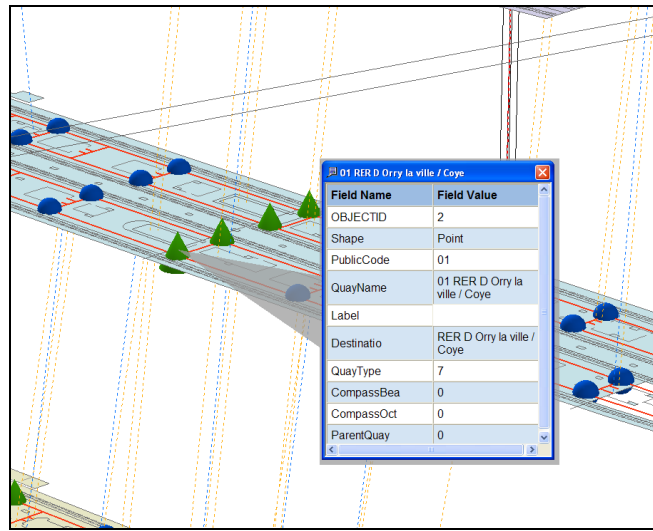 01 RER D Orry la ville / Coye
Field Name Field Value
OBJECTID 2
Shape Point
PublicCode 01
QuayName 01 RER D Orry la
ville / Coye
Label
Destinatio RER D Orry la ville /
Coye
QuayType 7
CompassBea 0
CompassOct 0
ParentQuay 0